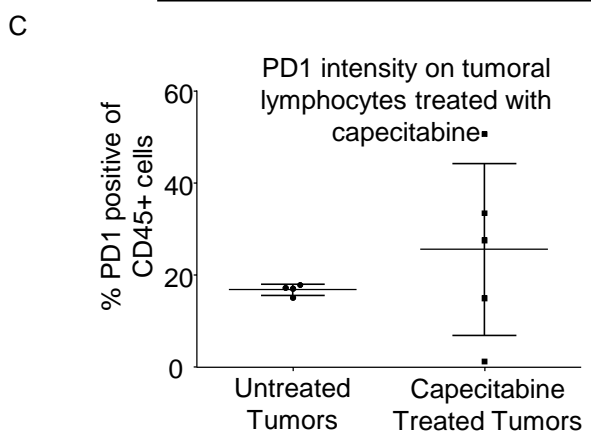 C
PD1 intensity on tumoral
lymphocytes treated with
capecitabine
% PD1 positive of
CD45+ cells
60
40
20
0
Untreated
Tumors
Capecitabine
Treated Tumors